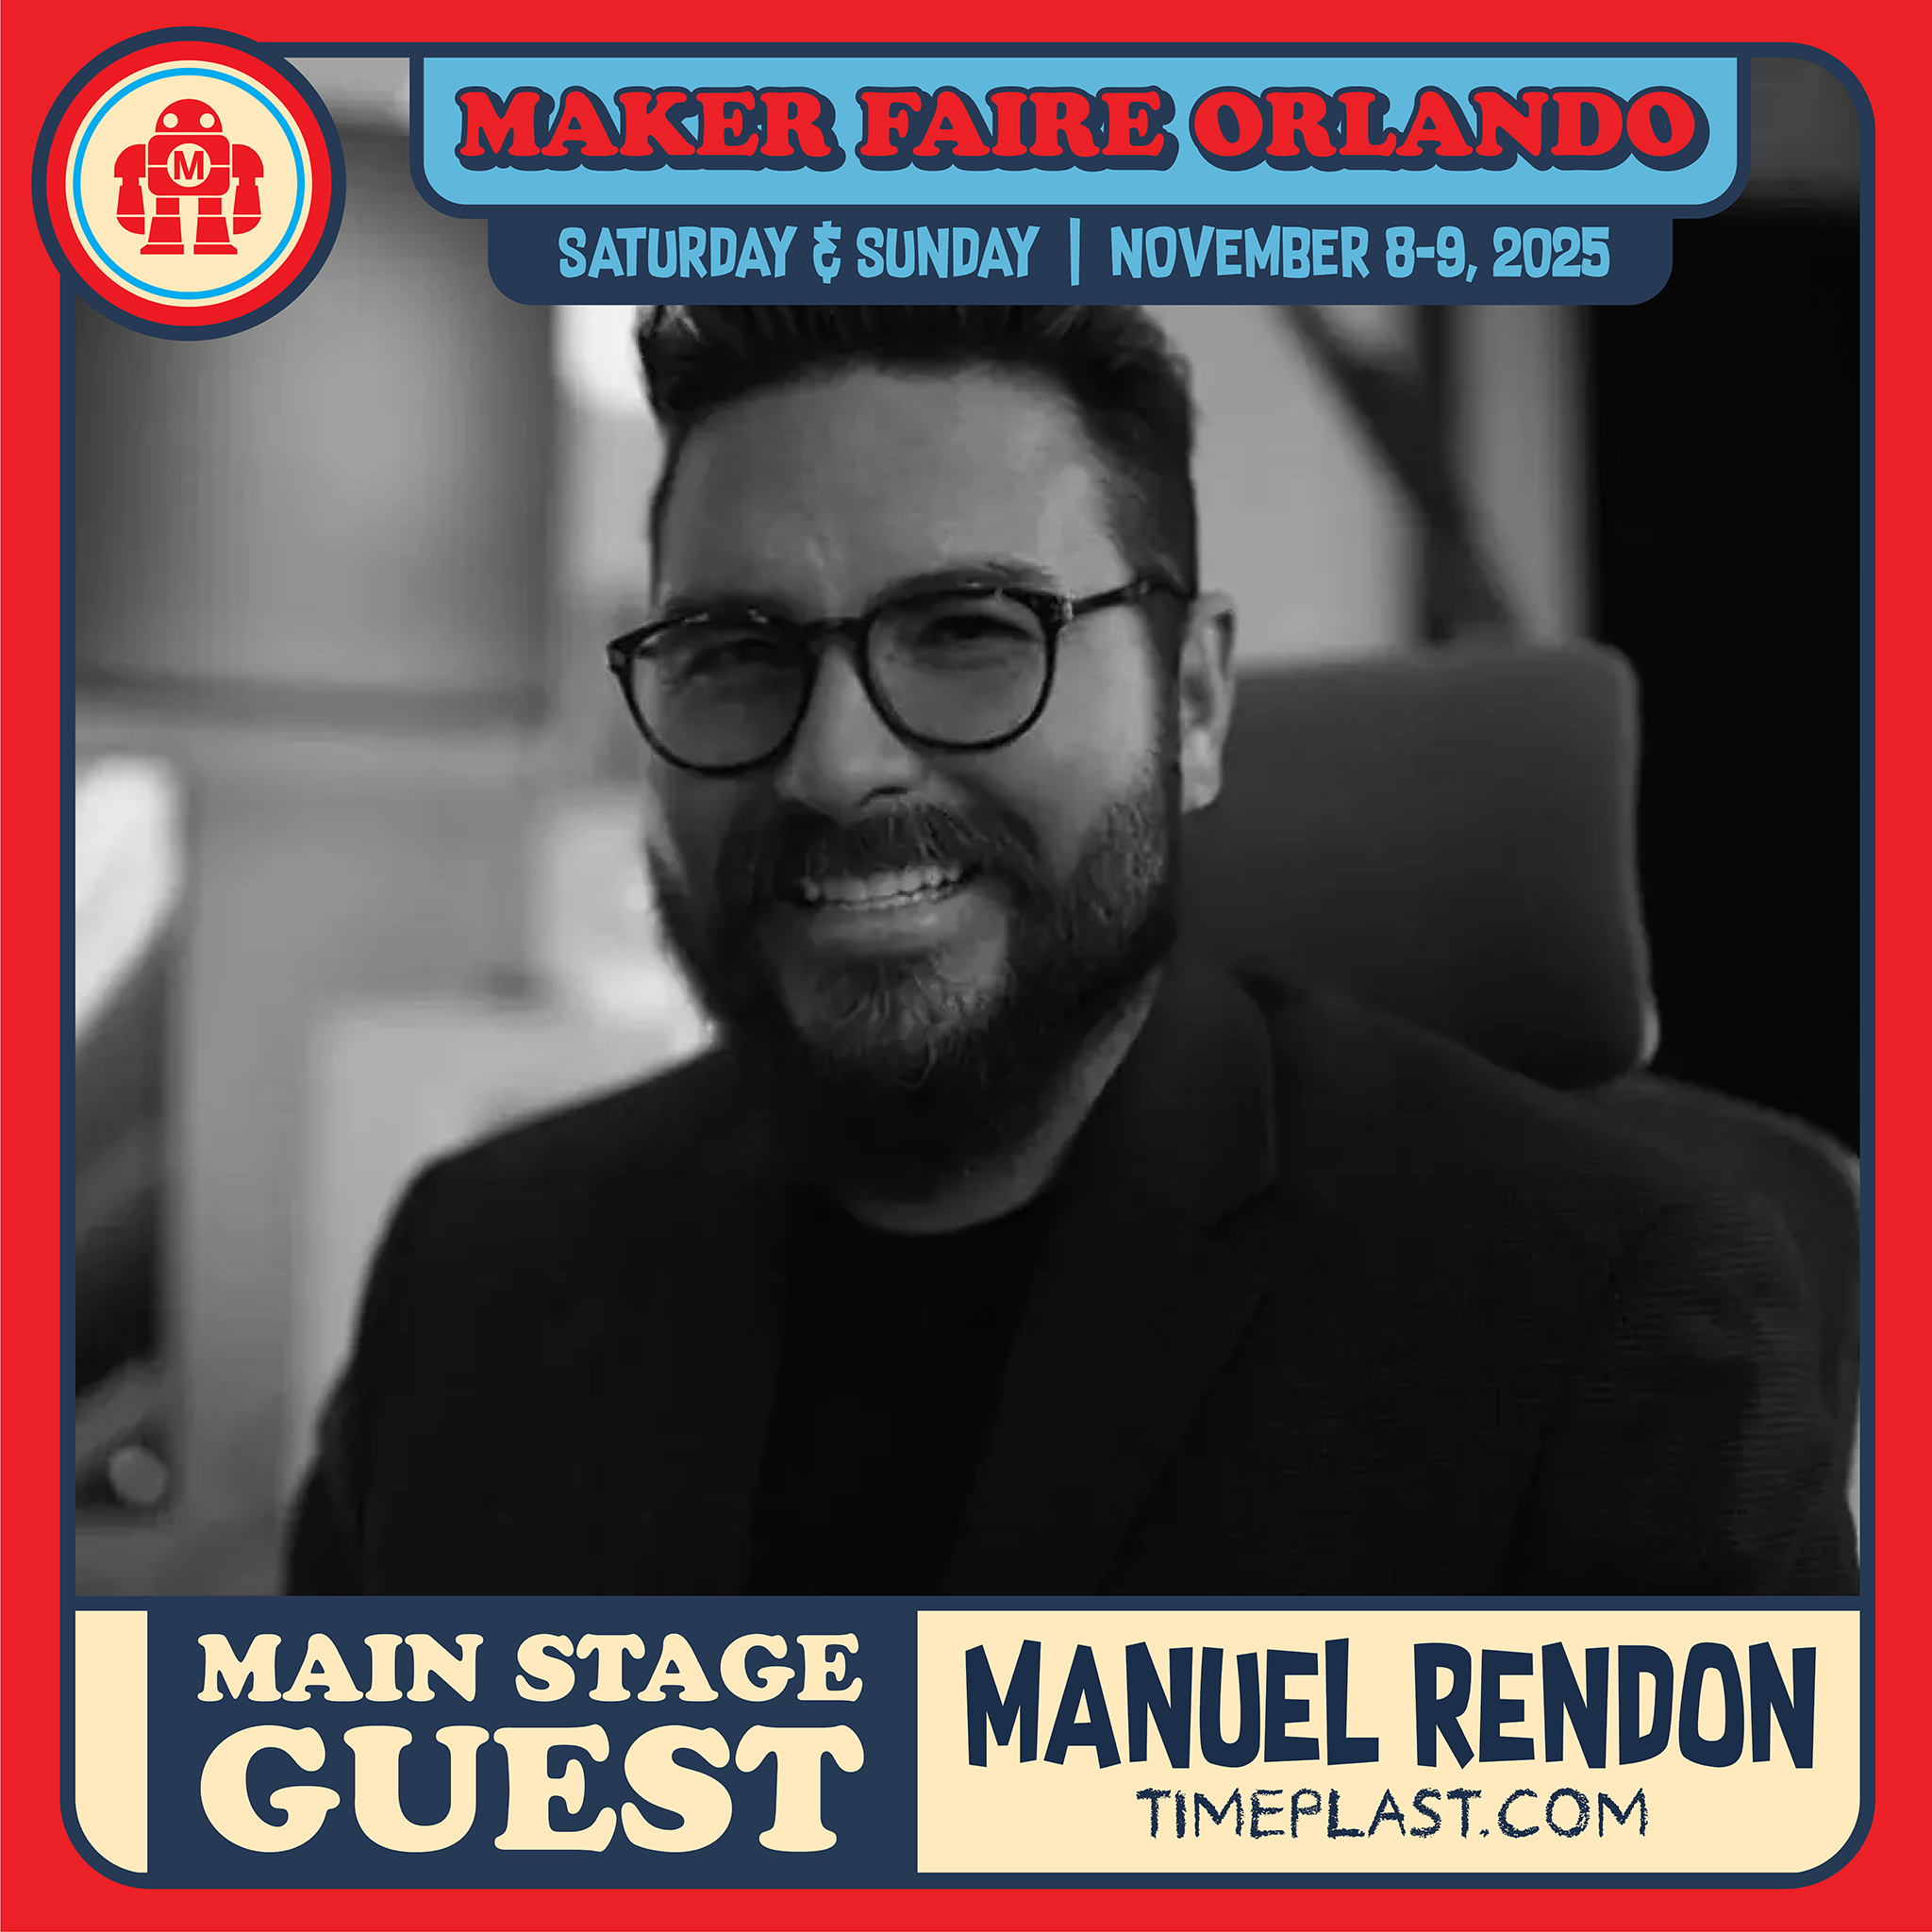 M
MAKER FAIRE ORLANDO
SATURDAY & SUNDAY | NOVEMBER 8-9, 2025
MAIN STAGE
GUEST
MANUEL RENDON
TIMEPLAST.COM